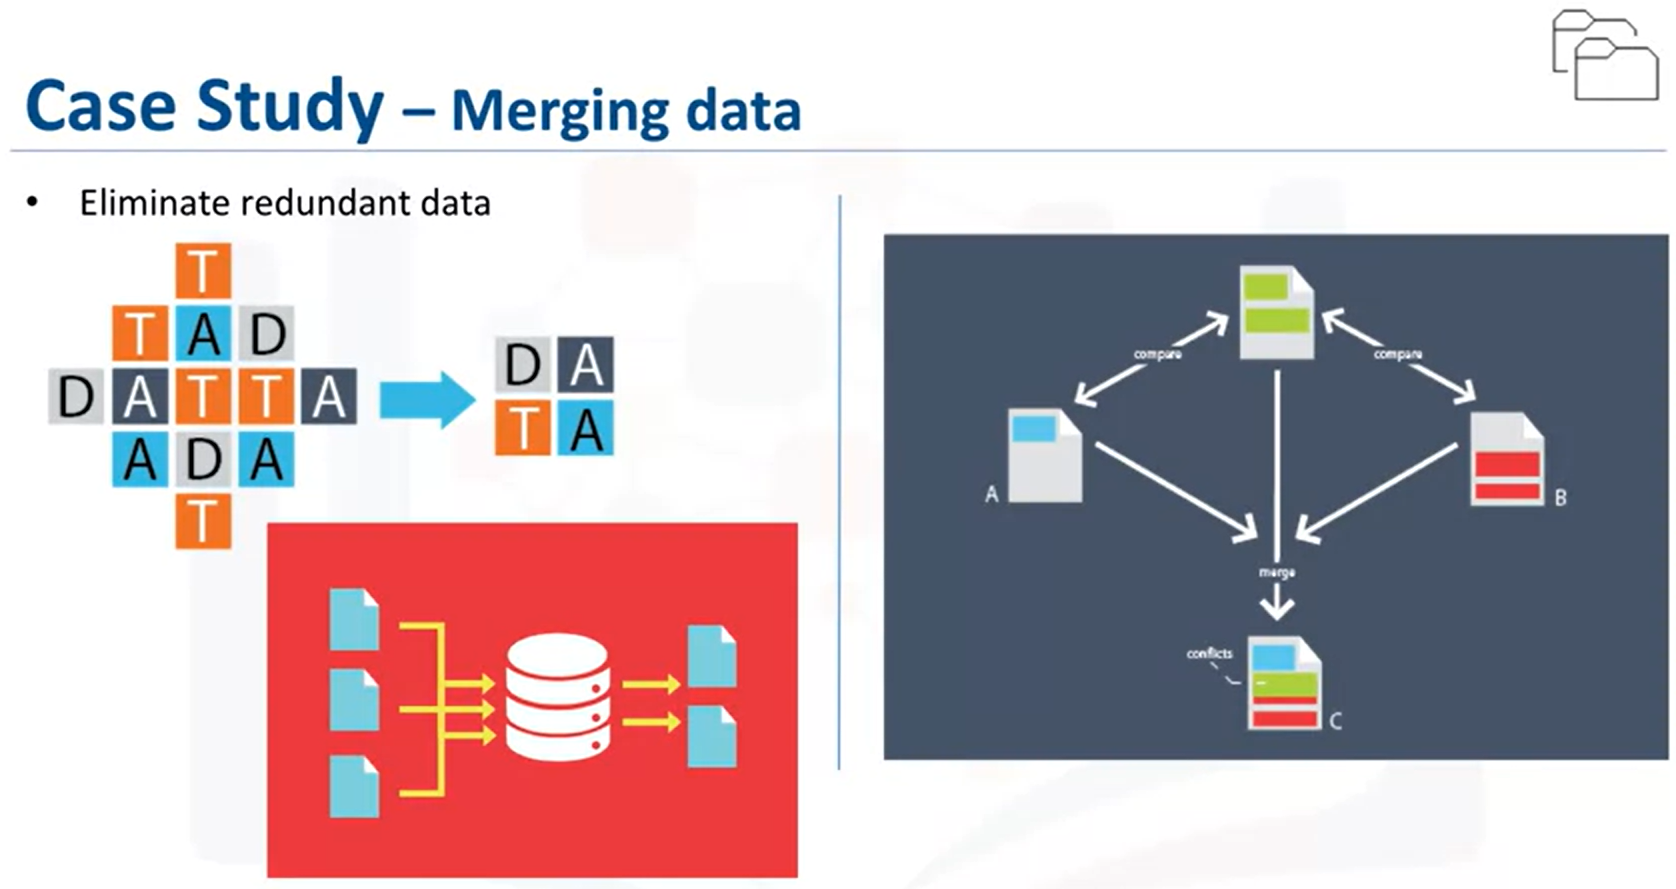 Case Study – Merging data
• Eliminate redundant data
T
T A D
D A T T A
A D A
T
D A
T A
compare
compare
A
B
merge
conflicts
C